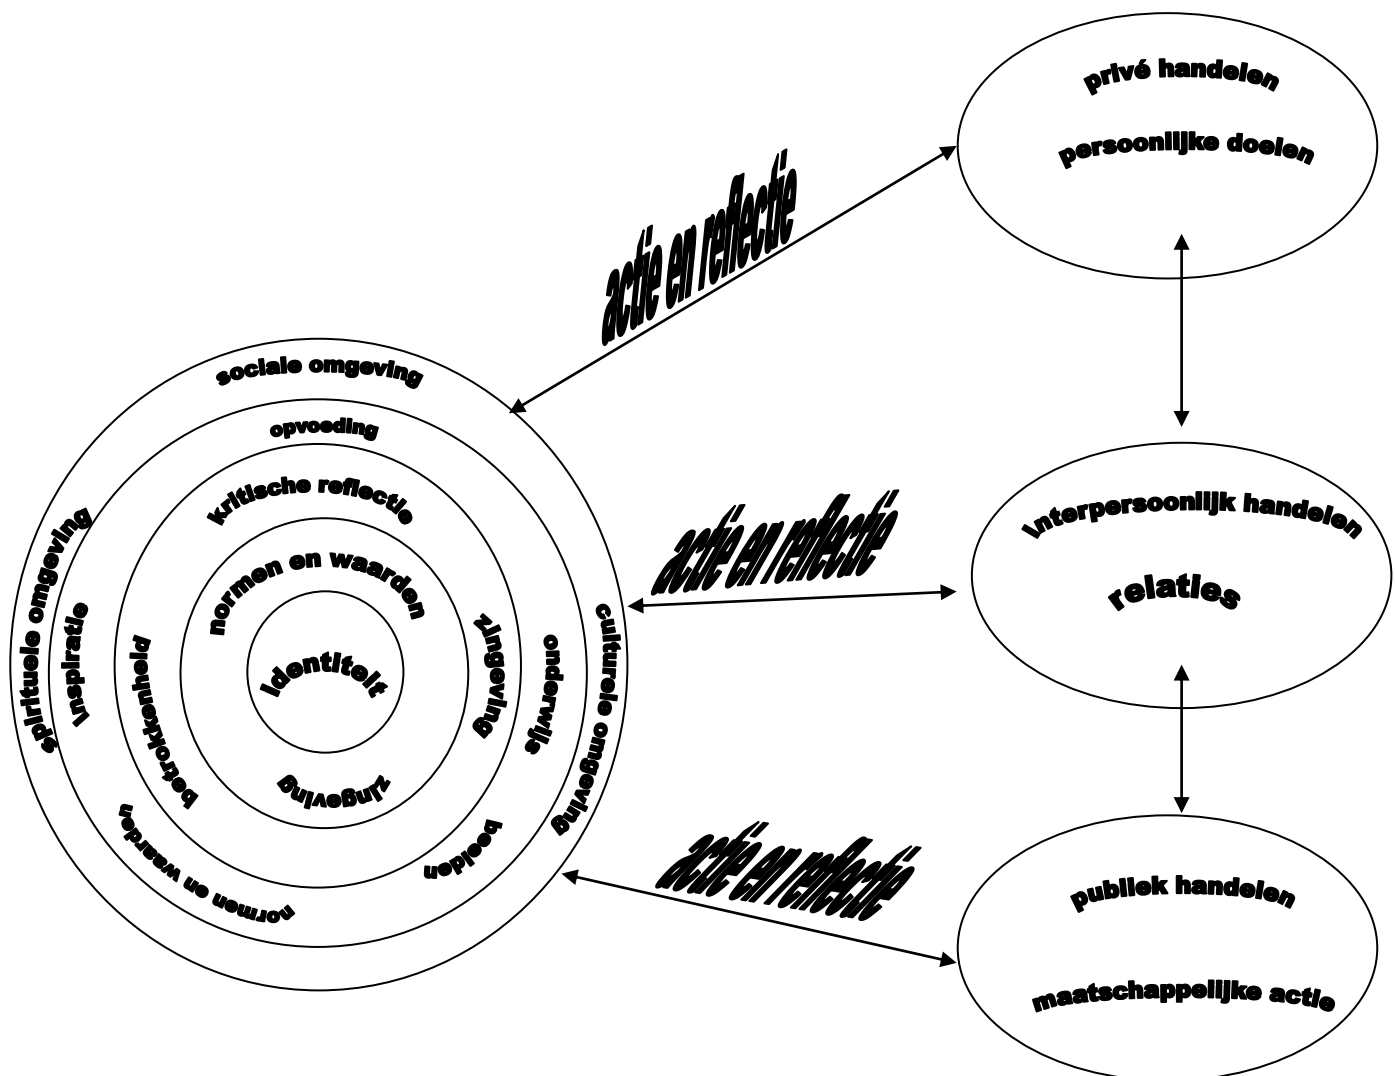 privé handelen
persoonlijke doelen
actie en reflectie
sociale omgeving
opvoeding
kritische reflectie
normen en waarden
identiteit
zingeving
zingeving
betrokkenheid
inspiratie
spirituele omgeving
onderwijs
culturele omgeving
beelden
normen en waarden
actie en reflectie
interpersoonlijk handelen
relaties
actie en reflectie
publiek handelen
maatschappelijke actie